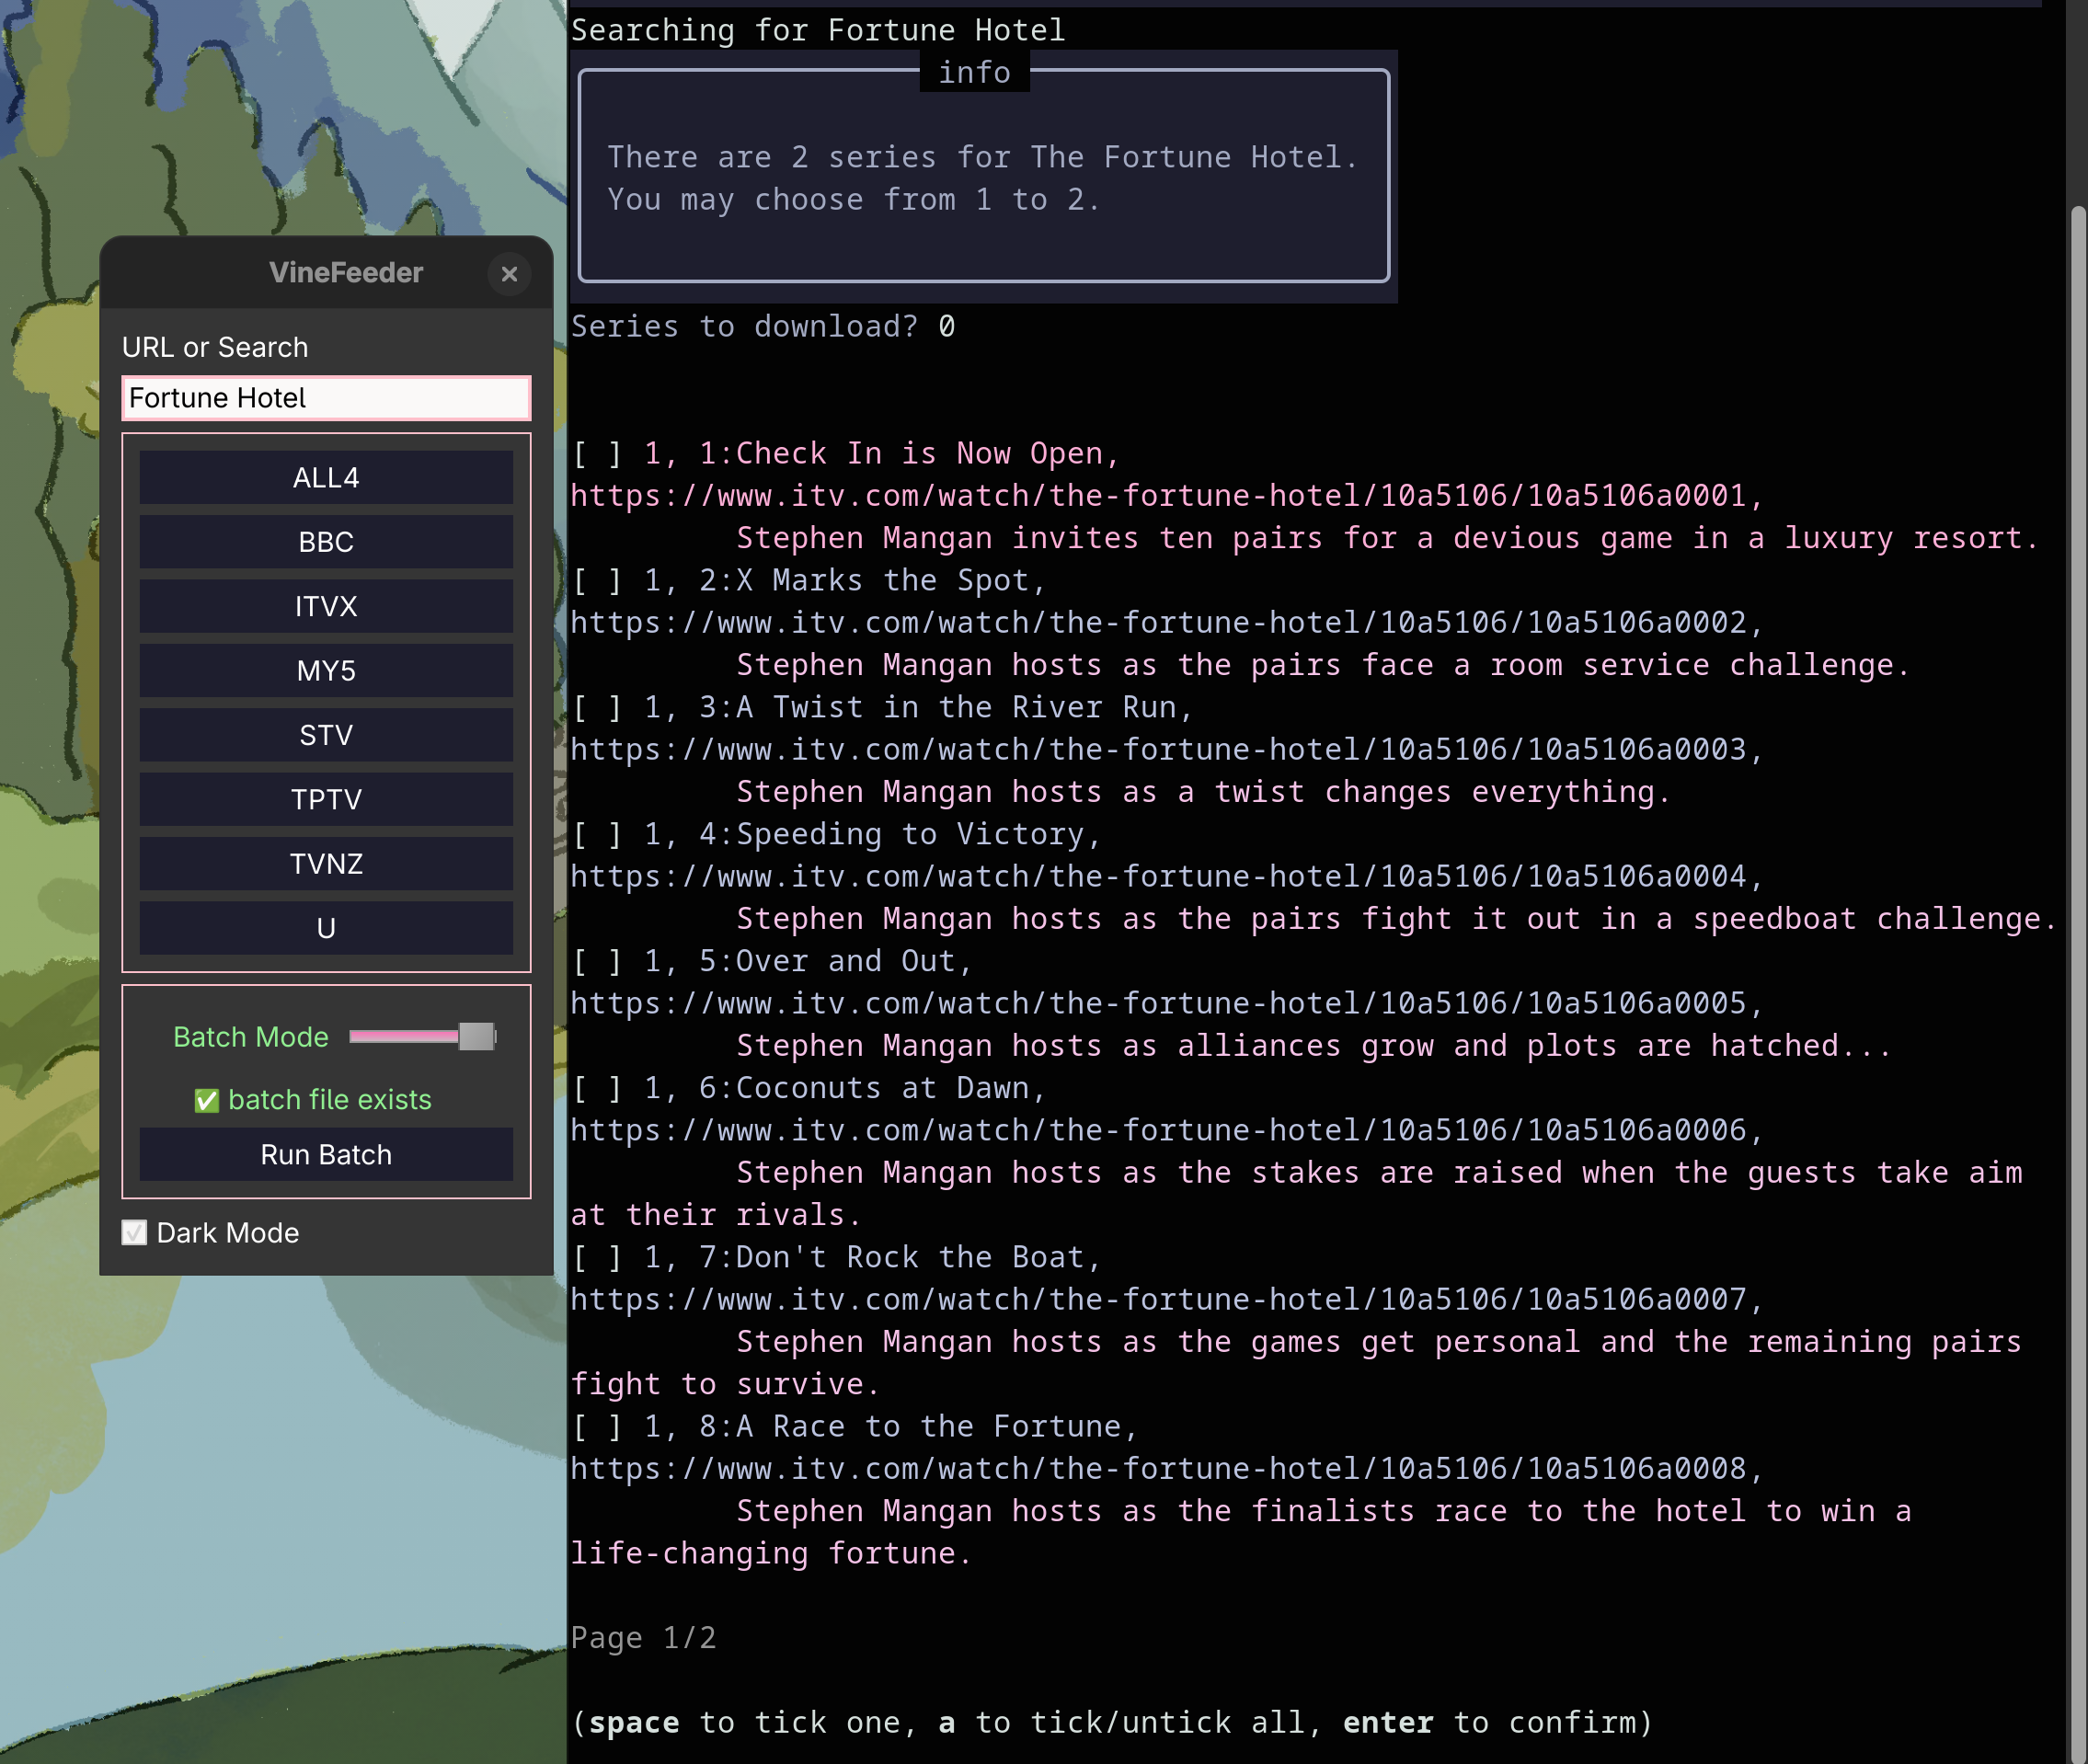 VineFeeder
URL or Search
Fortune Hotel
ALL4
BBC
ITVX
MY5
STV
TPTV
TVNZ
U
Batch Mode
✅ batch file exists
Run Batch
Dark Mode
Searching for Fortune Hotel
info
There are 2 series for The Fortune Hotel.
You may choose from 1 to 2.
Series to download? 0
[ ] 1, 1:Check In is Now Open,
https://www.itv.com/watch/the-fortune-hotel/10a5106/10a5106a0001,
Stephen Mangan invites ten pairs for a devious game in a luxury resort.
[ ] 1, 2:X Marks the Spot,
https://www.itv.com/watch/the-fortune-hotel/10a5106/10a5106a0002,
Stephen Mangan hosts as the pairs face a room service challenge.
[ ] 1, 3:A Twist in the River Run,
https://www.itv.com/watch/the-fortune-hotel/10a5106/10a5106a0003,
Stephen Mangan hosts as a twist changes everything.
[ ] 1, 4:Speeding to Victory,
https://www.itv.com/watch/the-fortune-hotel/10a5106/10a5106a0004,
Stephen Mangan hosts as the pairs fight it out in a speedboat challenge.
[ ] 1, 5:Over and Out,
https://www.itv.com/watch/the-fortune-hotel/10a5106/10a5106a0005,
Stephen Mangan hosts as alliances grow and plots are hatched...
[ ] 1, 6:Coconuts at Dawn,
https://www.itv.com/watch/the-fortune-hotel/10a5106/10a5106a0006,
Stephen Mangan hosts as the stakes are raised when the guests take aim
at their rivals.
[ ] 1, 7:Don't Rock the Boat,
https://www.itv.com/watch/the-fortune-hotel/10a5106/10a5106a0007,
Stephen Mangan hosts as the games get personal and the remaining pairs
fight to survive.
[ ] 1, 8:A Race to the Fortune,
https://www.itv.com/watch/the-fortune-hotel/10a5106/10a5106a0008,
Stephen Mangan hosts as the finalists race to the hotel to win a
life-changing fortune.
Page 1/2
(space to tick one, a to tick/untick all, enter to confirm)